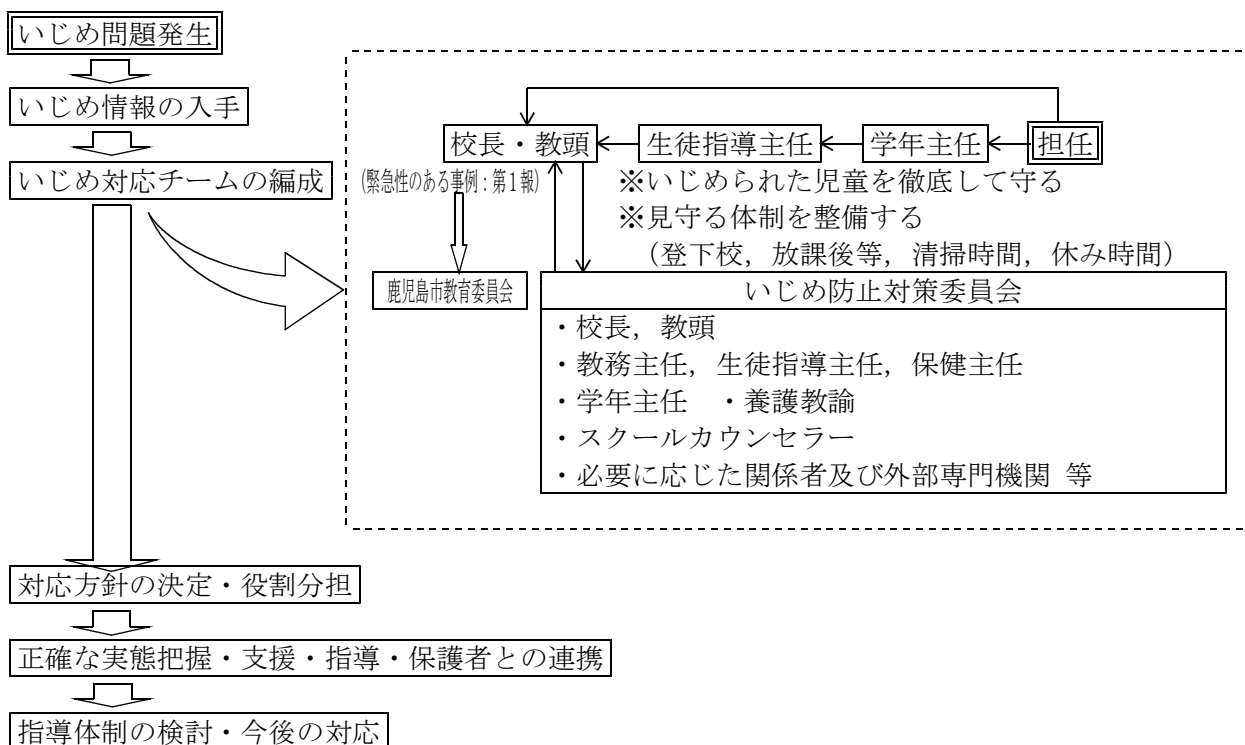 いじめ問題発生
いじめ情報の入手
いじめ対応チームの編成
校長・教頭
生徒指導主任
学年主任
担任
(緊急性のある事例：第１報)
※いじめられた児童を徹底して守る
※見守る体制を整備する
（登下校，放課後等，清掃時間，休み時間）
鹿児島市教育委員会
いじめ防止対策委員会
・校長，教頭
・教務主任，生徒指導主任，保健主任
・学年主任　・養護教諭
・スクールカウンセラー
・必要に応じた関係者及び外部専門機関 等
対応方針の決定・役割分担
正確な実態把握・支援・指導・保護者との連携
指導体制の検討・今後の対応